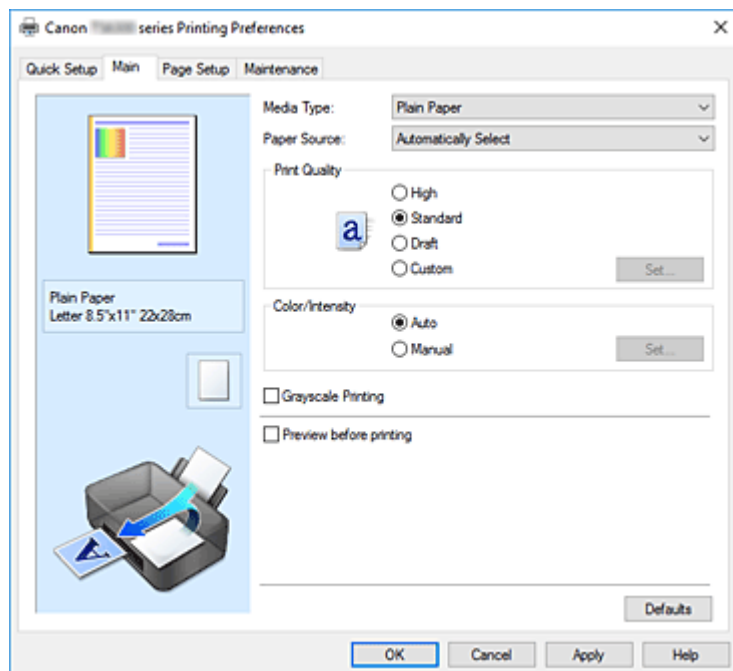 Canon series Printing Preferences
Quick Setup Main Page Setup Maintenance
Media Type: Plain Paper
Paper Source: Automatically Select
Print Quality
High
a Standard
Draft
Custom Set...
Plain Paper
Letter 8.5"x11" 22x28cm
Color/Intensity
Auto
Manual Set...
Grayscale Printing
Preview before printing
A
Defaults
OK Cancel Apply Help